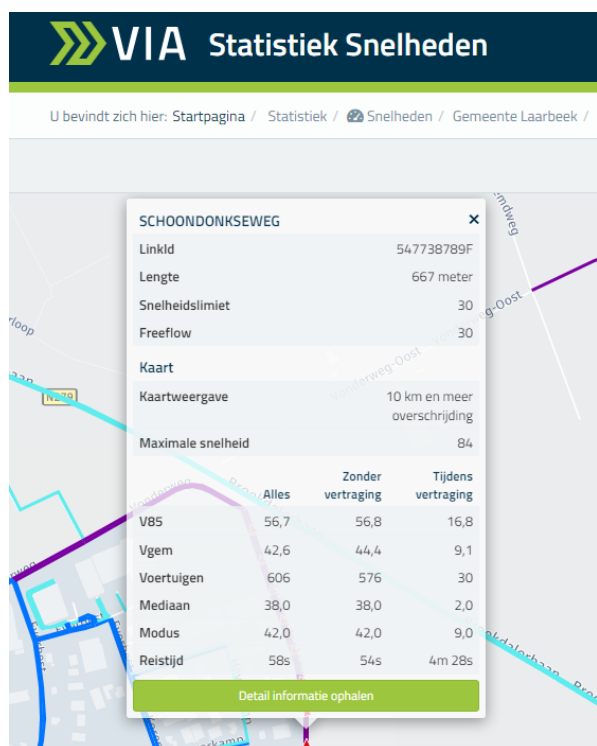 VIA Statistiek Snelheden
U bevindt zich hier: Startpagina / Statistiek / Snelheden / Gemeente Laarbeek /
SCHOONDONKSEWEG ×
LinkId 547738789F
Lengte 667 meter
Snelheidslimiet 30
Freeflow 30
Kaart
Kaartweergave 10 km en meer
overschrijding
Maximale snelheid 84
Zonder Tijdens
Alles vertraging vertraging
V85 56,7 56,8 16,8
Vgem 42,6 44,4 9,1
Voertuigen 606 576 30
Mediaan 38,0 38,0 2,0
Modus 42,0 42,0 9,0
Reistijd 58s 54s 4m 28s
Detail informatie ophalen
N279
Vonderweg-Oost
Vonderweg